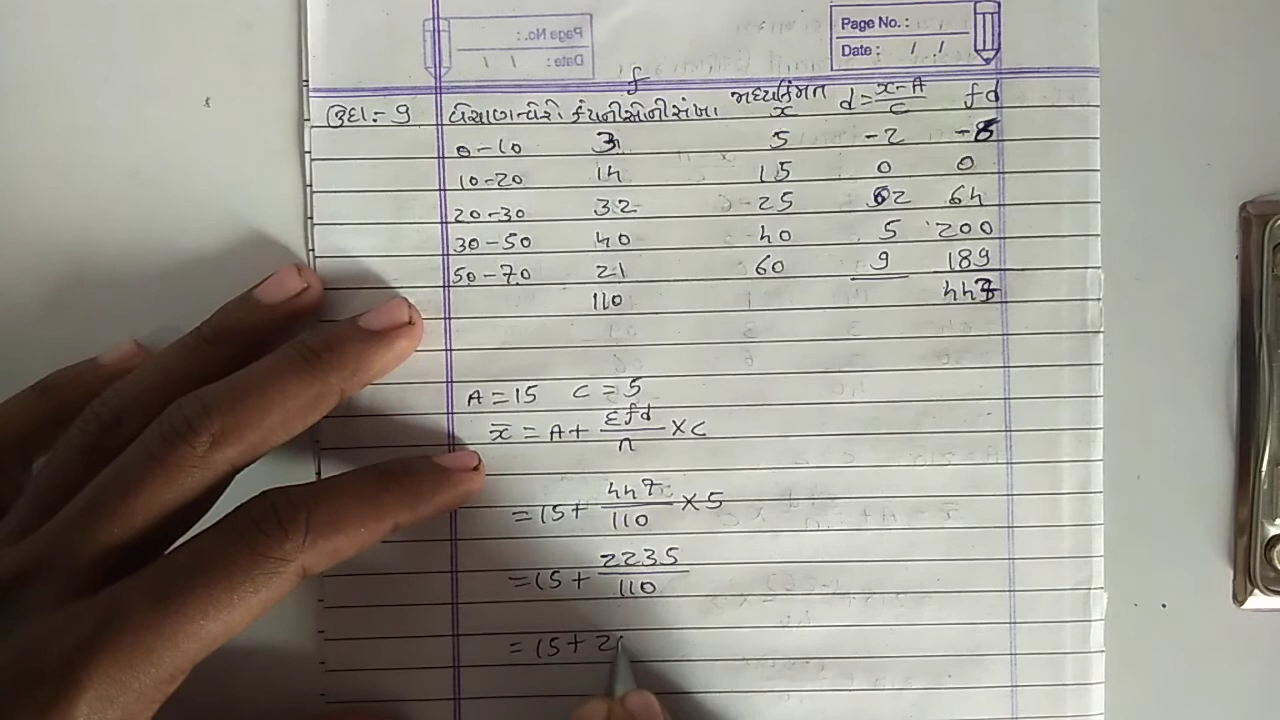 Page No. :
Date : / /
f
ઉદા:- 9 વેચાણવેરો કંપનીઓની સંખ્યા મધ્યકિંમત x d = x-A/C fd
0-10 3 5 -2 -6
10-20 14 15 0 0
20-30 32 25 2 64
30-50 40 40 5 200
50-70 21 60 9 189
110 447
A = 15 C = 5
x̄ = A + Σfd/n × C
= 15 + 447/110 × 5
= 15 + 2235/110
= 15 + 2